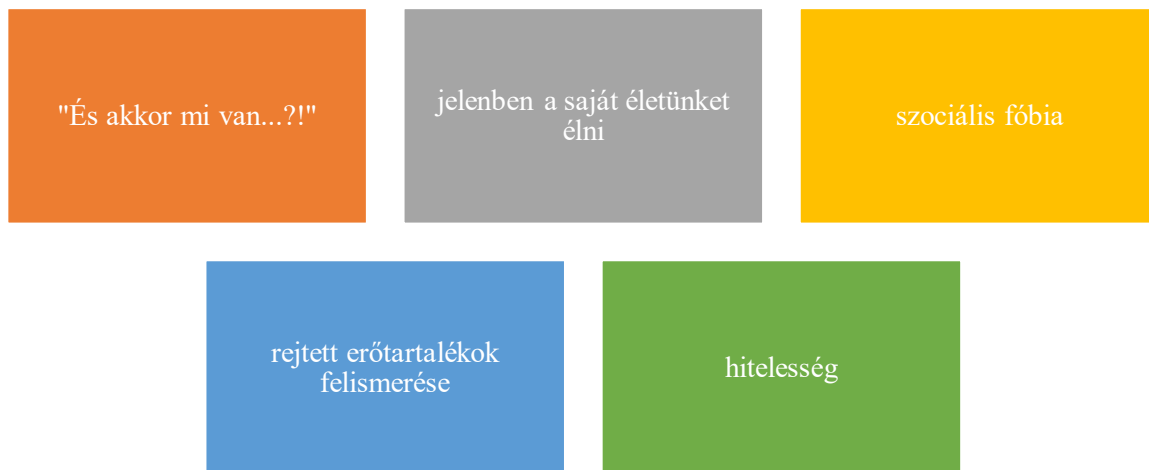 "És akkor mi van...?!"
jelenben a saját életünket
élni
szociális fóbia
rejtett erőtartalékok
felismerése
hitelesség